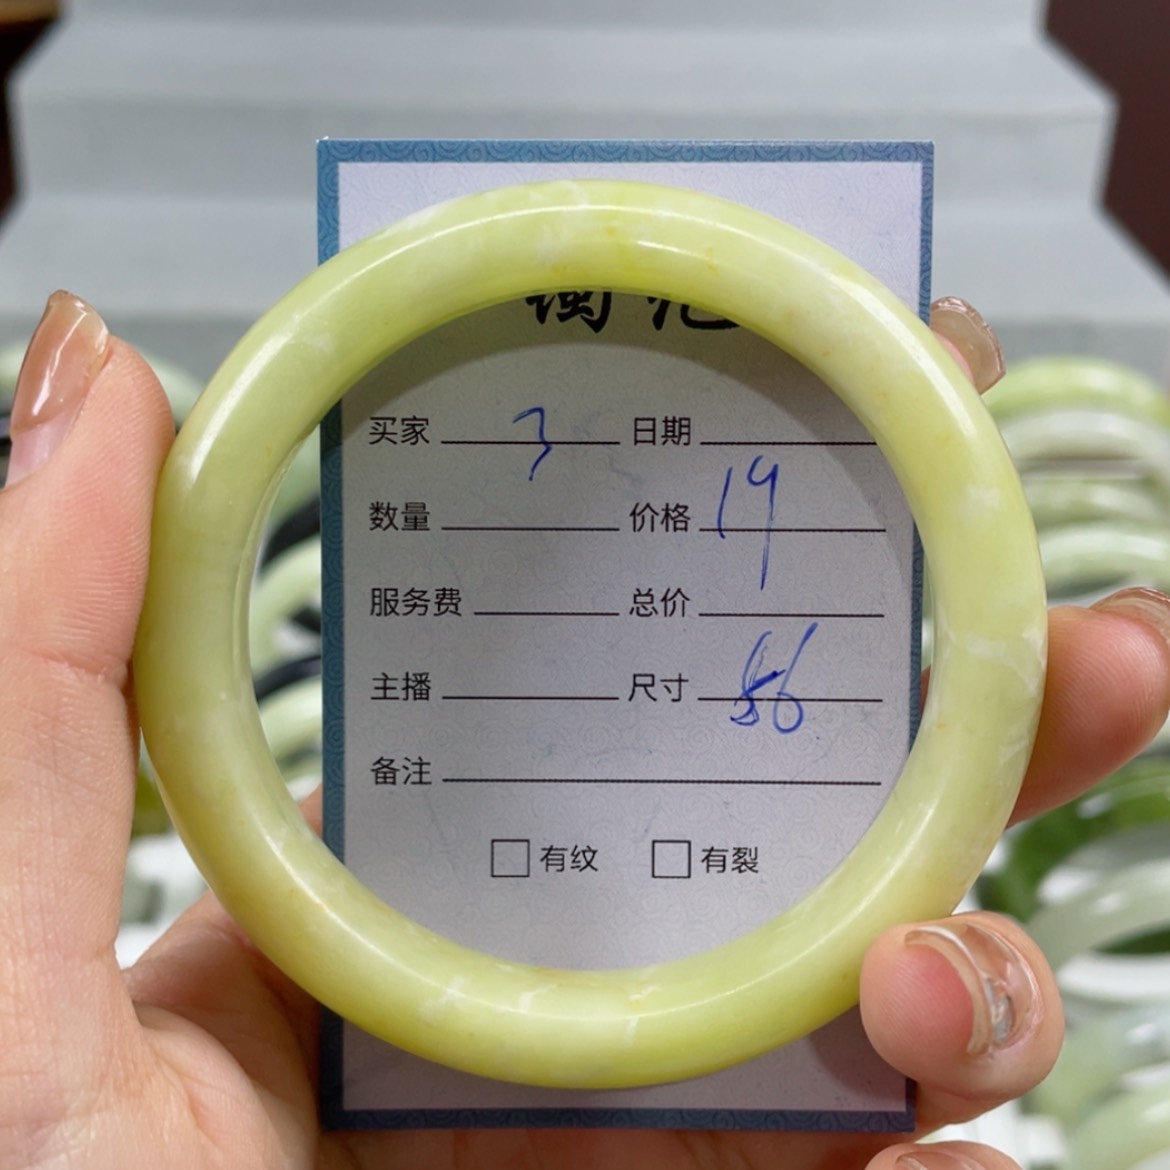 买家 3 日期
数量 价格 19
服务费 总价
主播 尺寸 56
备注
有纹 有裂